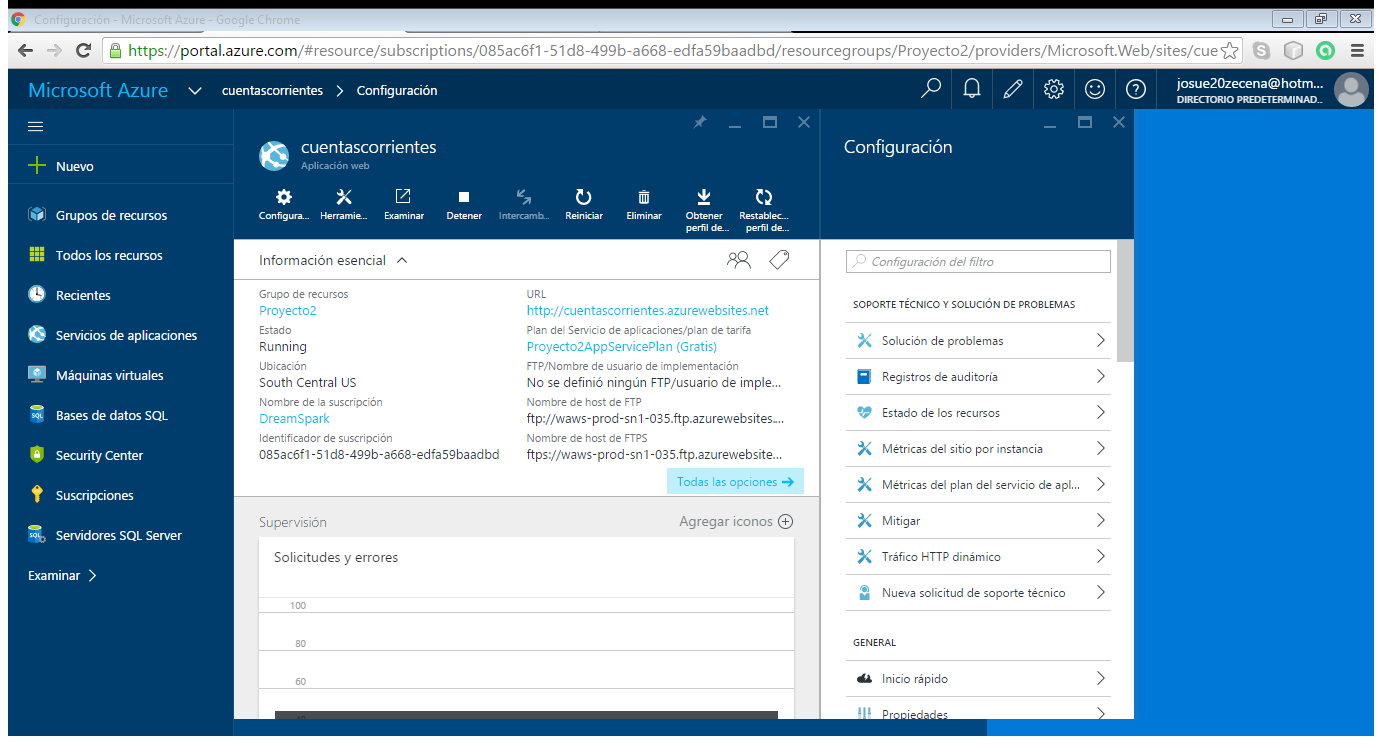 Configuración - Microsoft Azure - Google Chrome
https://portal.azure.com/#resource/subscriptions/085ac6f1-51d8-499b-a668-edfa59baadbd/resourcegroups/Proyecto2/providers/Microsoft.Web/sites/cue
Microsoft Azure cuentascorrientes > Configuración
josue20zecena@hotm...
DIRECTORIO PREDETERMINAD...
Nuevo
Grupos de recursos
Todos los recursos
Recientes
Servicios de aplicaciones
Máquinas virtuales
Bases de datos SQL
Security Center
Suscripciones
Servidores SQL Server
Examinar >
cuentascorrientes
Aplicación web
Configura... Herramie... Examinar Detener Intercamb... Reiniciar Eliminar Obtener perfil de... Restablec... perfil de...
Información esencial
Grupo de recursos
Proyecto2
Estado
Running
Ubicación
South Central US
Nombre de la suscripción
DreamSpark
Identificador de suscripción
085ac6f1-51d8-499b-a668-edfa59baadbd
URL
http://cuentascorrientes.azurewebsites.net
Plan del Servicio de aplicaciones/plan de tarifa
Proyecto2AppServicePlan (Gratis)
FTP/Nombre de usuario de implementación
No se definió ningún FTP/usuario de imple...
Nombre de host de FTP
ftp://waws-prod-sn1-035.ftp.azurewebsites....
Nombre de host de FTPS
ftps://waws-prod-sn1-035.ftp.azurewebsite...
Todas las opciones →
Supervisión
Agregar iconos
Solicitudes y errores
100
80
60
Configuración
Configuración del filtro
SOPORTE TÉCNICO Y SOLUCIÓN DE PROBLEMAS
Solución de problemas
Registros de auditoría
Estado de los recursos
Métricas del sitio por instancia
Métricas del plan del servicio de apl...
Mitigar
Tráfico HTTP dinámico
Nueva solicitud de soporte técnico
GENERAL
Inicio rápido
Propiedades